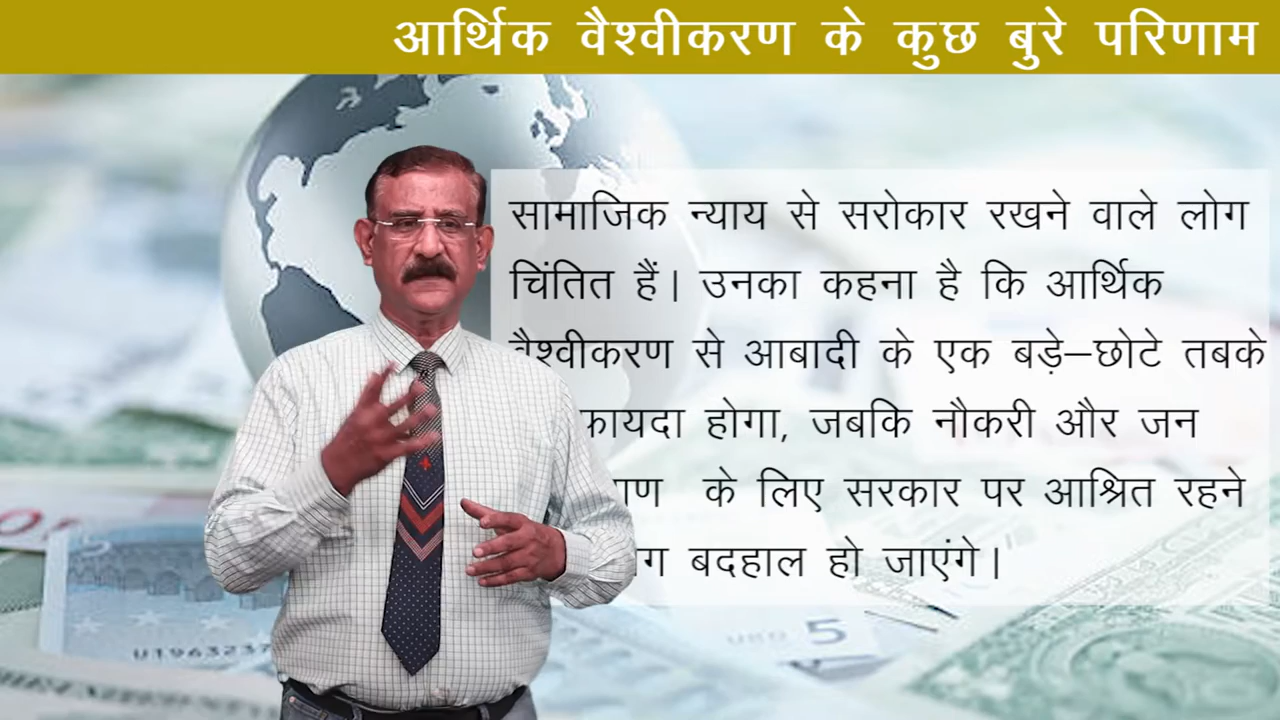 आर्थिक वैश्वीकरण के कुछ बुरे परिणाम
सामाजिक न्याय से सरोकार रखने वाले लोग
चिंतित हैं। उनका कहना है कि आर्थिक
वैश्वीकरण से आबादी के एक बड़े–छोटे तबके
फायदा होगा, जबकि नौकरी और जन
के लिए सरकार पर आश्रित रहने
बदहाल हो जाएंगे।
5